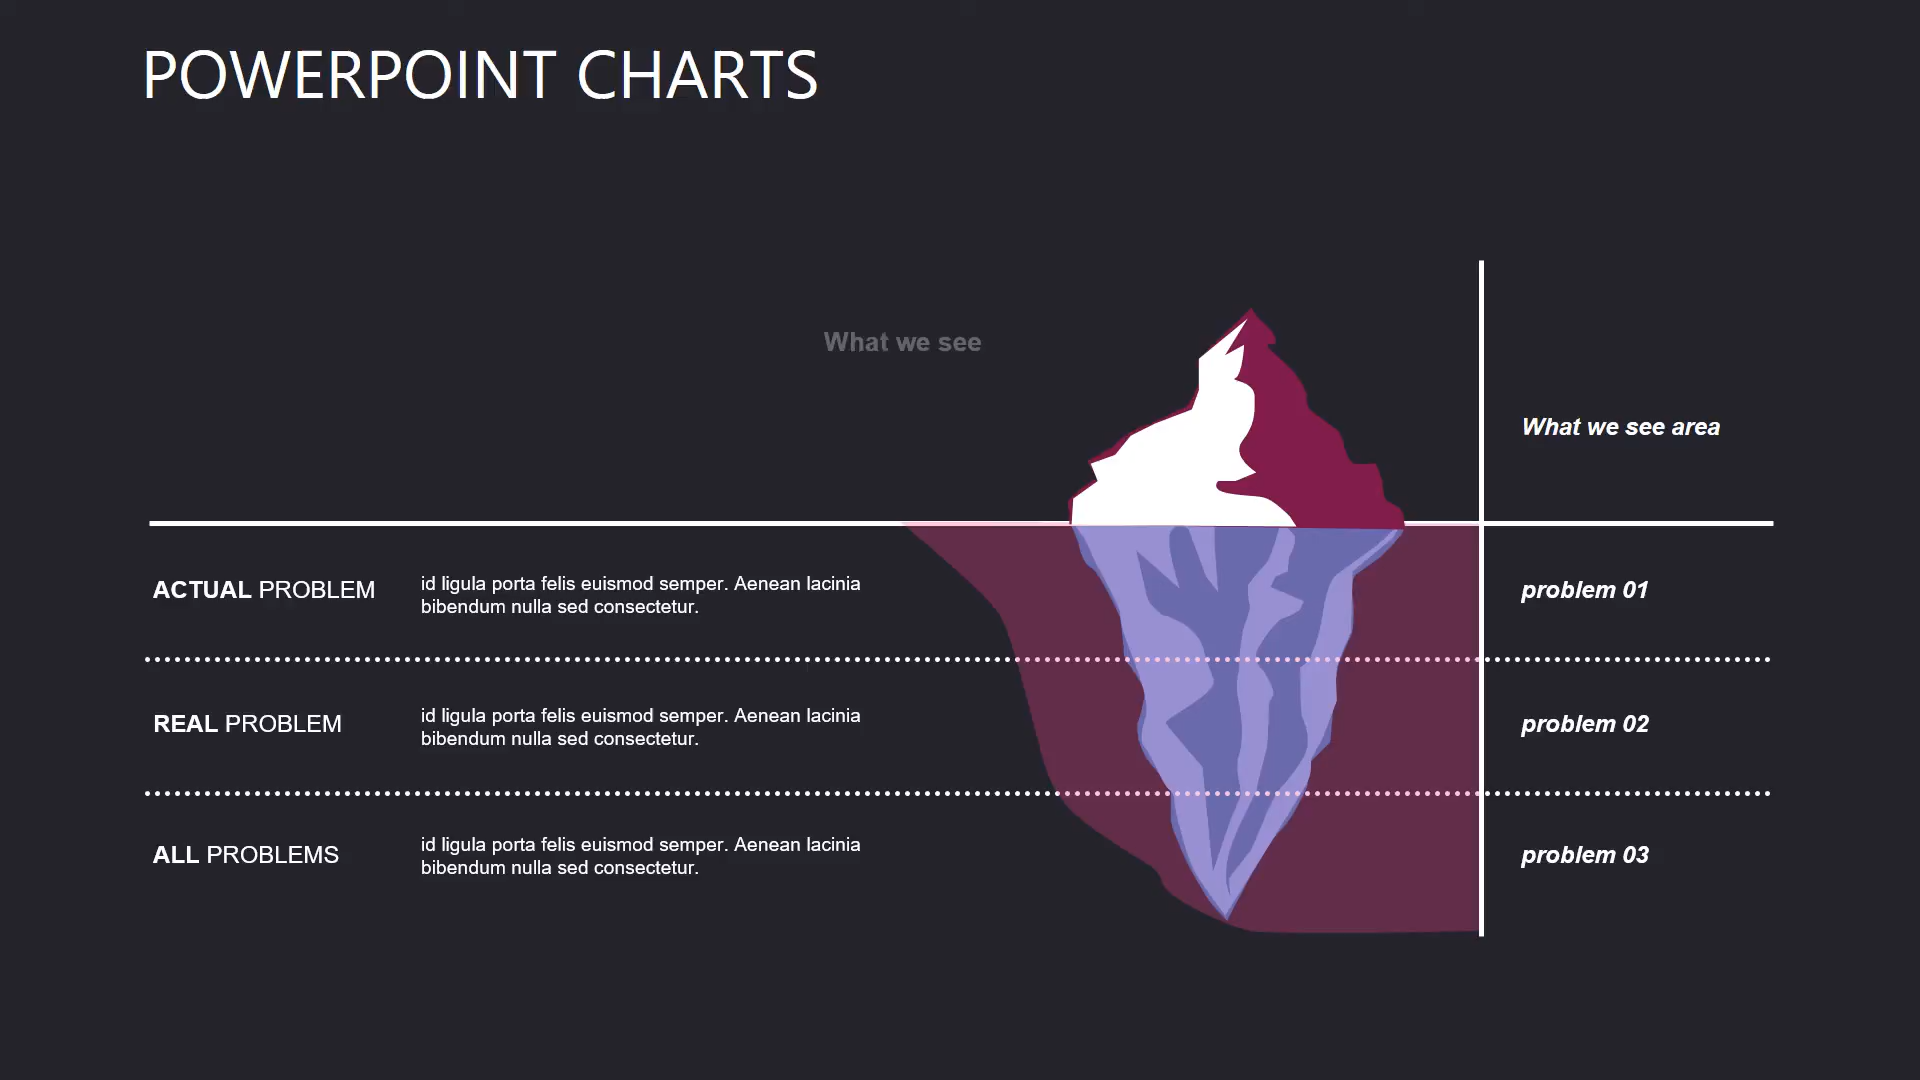 POWERPOINT CHARTS
What we see
What we see area
ACTUAL PROBLEM
id ligula porta felis euismod semper. Aenean lacinia
bibendum nulla sed consectetur.
problem 01
REAL PROBLEM
id ligula porta felis euismod semper. Aenean lacinia
bibendum nulla sed consectetur.
problem 02
ALL PROBLEMS
id ligula porta felis euismod semper. Aenean lacinia
bibendum nulla sed consectetur.
problem 03